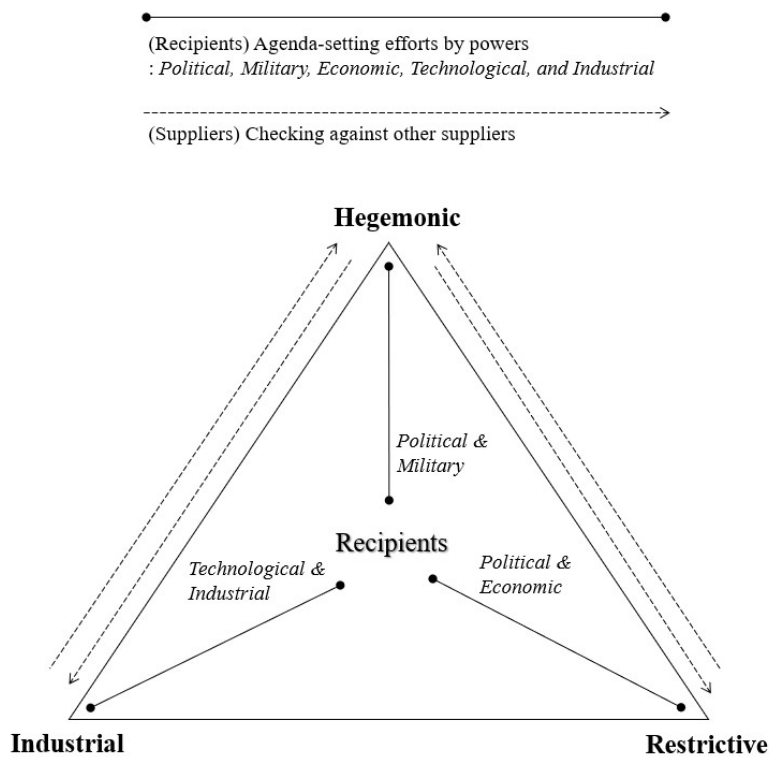 (Recipients) Agenda-setting efforts by powers
: Political, Military, Economic, Technological, and Industrial
(Suppliers) Checking against other suppliers
Hegemonic
Political &
Military
Recipients
Technological &
Industrial
Political &
Economic
Industrial
Restrictive